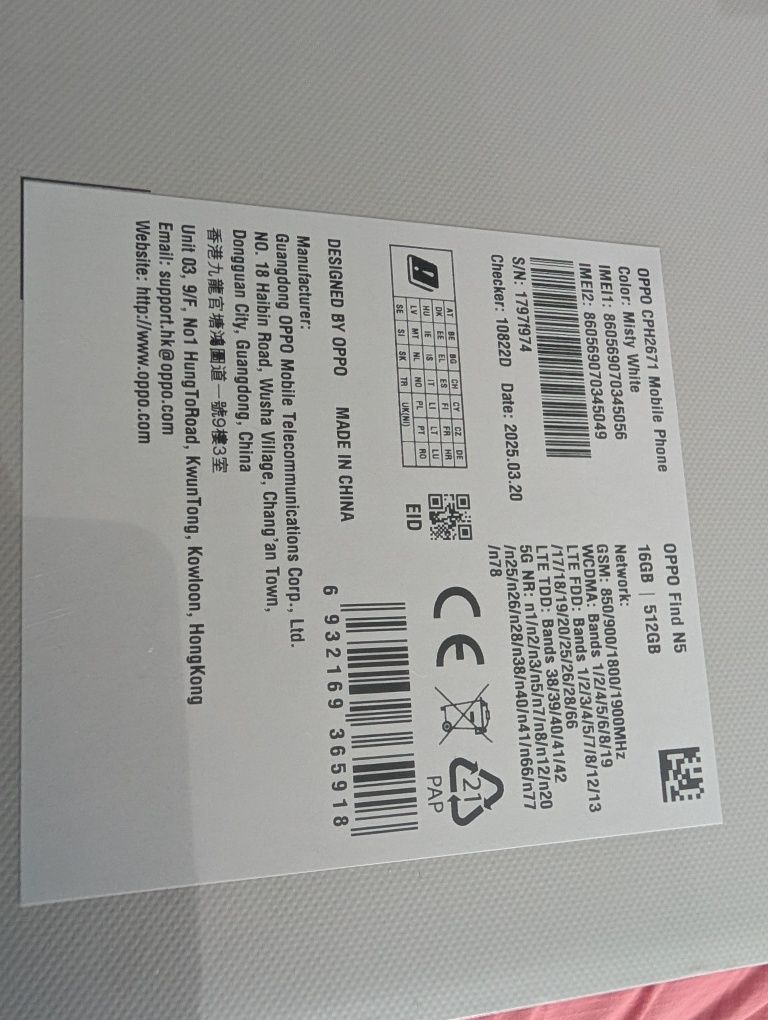 OPPO CPH2671 Mobile Phone
Color: Misty White
IMEI1: 860569070345056
IMEI2: 860569070345049
S/N: 1797f974
Checker: 10822D Date: 2025.03.20
OPPO Find N5
16GB | 512GB
Network:
GSM: 850/900/1800/1900MHz
WCDMA: Bands 1/2/4/5/6/8/19
LTE FDD: Bands 1/2/3/4/5/7/8/12/13
/17/18/19/20/25/26/28/66
LTE TDD: Bands 38/39/40/41/42
5G NR: n1/n2/n3/n5/n7/n8/n12/n20
/n25/n26/n28/n38/n40/n41/n66/n77
/n78
AT BE BG CH CY CZ DE
DK EE EL ES FI FR HR
HU IE IS IT LI LT LU
LV MT NL NO PL PT RO
SE SI SK TR UK(NI)
EID
CE
21
PAP
DESIGNED BY OPPO MADE IN CHINA
6 932169 365918
Manufacturer:
Guangdong OPPO Mobile Telecommunications Corp., Ltd.
NO. 18 Haibin Road, Wusha Village, Chang'an Town,
Dongguan City, Guangdong, China
香港九龍官塘鴻圖道一號9樓3室
Unit 03, 9/F, No1 HungToRoad, KwunTong, Kowloon, HongKong
Email: support.hk@oppo.com
Website: http://www.oppo.com